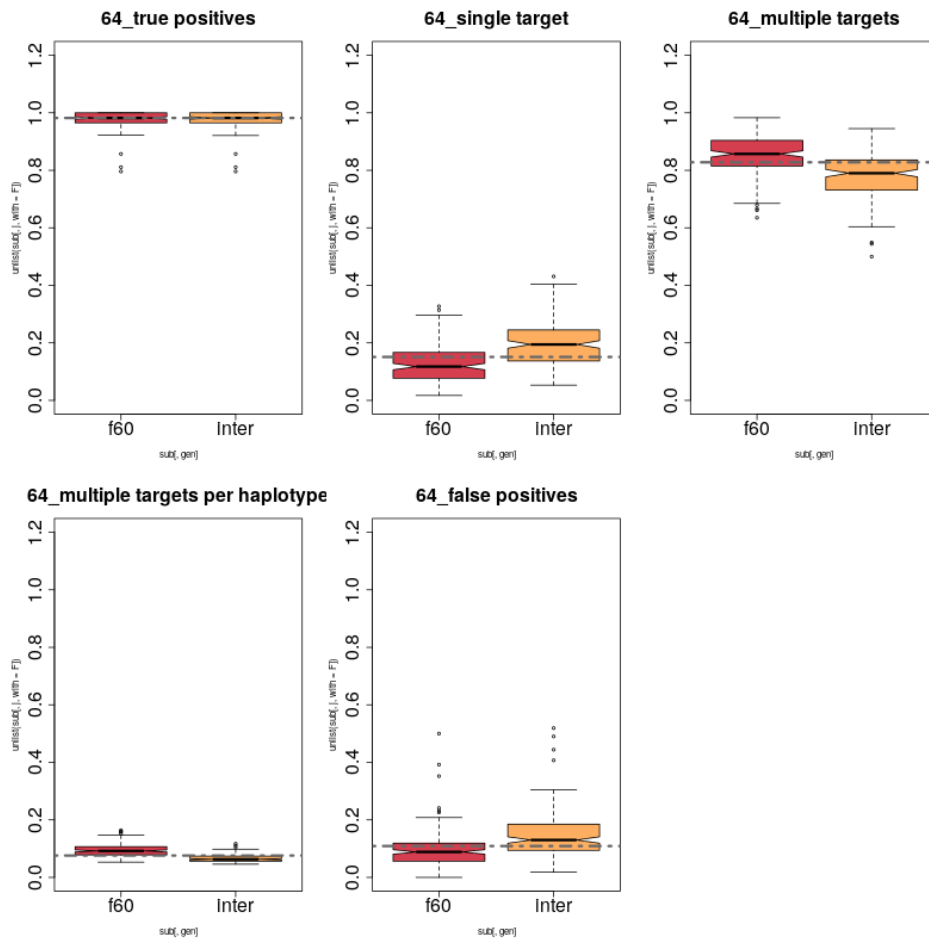 64_true positives
unlist(sub[, j, with = F])
0.0 0.2 0.4 0.6 0.8 1.0 1.2
f60 Inter
sub[, gen]
64_single target
unlist(sub[, j, with = F])
0.0 0.2 0.4 0.6 0.8 1.0 1.2
f60 Inter
sub[, gen]
64_multiple targets
unlist(sub[, j, with = F])
0.0 0.2 0.4 0.6 0.8 1.0 1.2
f60 Inter
sub[, gen]
64_multiple targets per haplotype
unlist(sub[, j, with = F])
0.0 0.2 0.4 0.6 0.8 1.0 1.2
f60 Inter
sub[, gen]
64_false positives
unlist(sub[, j, with = F])
0.0 0.2 0.4 0.6 0.8 1.0 1.2
f60 Inter
sub[, gen]